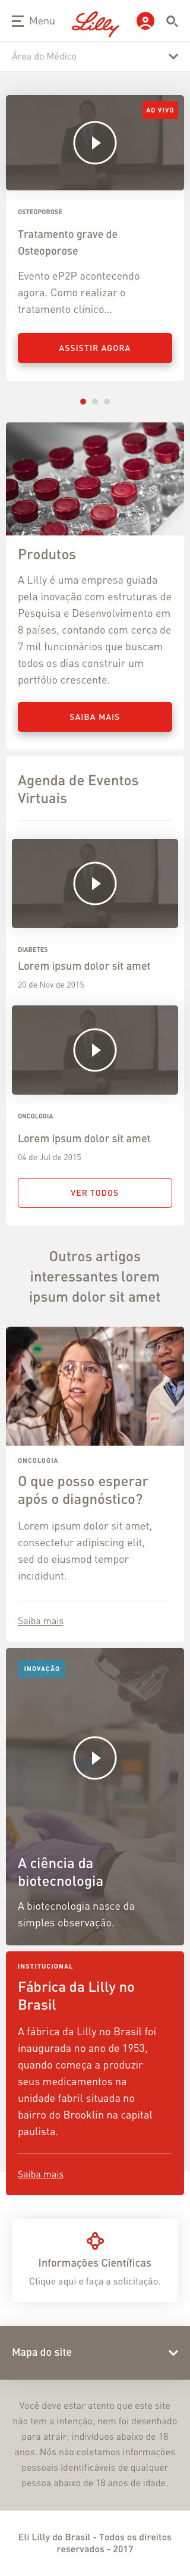 Menu
Lilly
Área do Médico
AO VIVO
OSTEOPOROSE
Tratamento grave de
Osteoporose
Evento eP2P acontecendo
agora. Como realizar o
tratamento clínico...
ASSISTIR AGORA
Produtos
A Lilly é uma empresa guiada
pela inovação com estruturas de
Pesquisa e Desenvolvimento em
8 países, contando com cerca de
7 mil funcionários que buscam
todos os dias construir um
portfólio crescente.
SAIBA MAIS
Agenda de Eventos
Virtuais
DIABETES
Lorem ipsum dolor sit amet
20 de Nov de 2015
ONCOLOGIA
Lorem ipsum dolor sit amet
04 de Jul de 2015
VER TODOS
Outros artigos
interessantes lorem
ipsum dolor sit amet
ONCOLOGIA
O que posso esperar
após o diagnóstico?
Lorem ipsum dolor sit amet,
consectetur adipiscing elit,
sed do eiusmod tempor
incididunt.
Saiba mais
INOVAÇÃO
A ciência da
biotecnologia
A biotecnologia nasce da
simples observação.
INSTITUCIONAL
Fábrica da Lilly no
Brasil
A fábrica da Lilly no Brasil foi
inaugurada no ano de 1953,
quando começa a produzir
seus medicamentos na
unidade fabril situada no
bairro do Brooklin na capital
paulista.
Saiba mais
Informações Científicas
Clique aqui e faça a solicitação.
Mapa do site
Você deve estar atento que este site
não tem a intenção, nem foi desenhado
para atrair, indivíduos abaixo de 18
anos. Nós não coletamos informações
pessoais identificáveis de qualquer
pessoa abaixo de 18 anos de idade.
Eli Lilly do Brasil - Todos os direitos
reservados - 2017